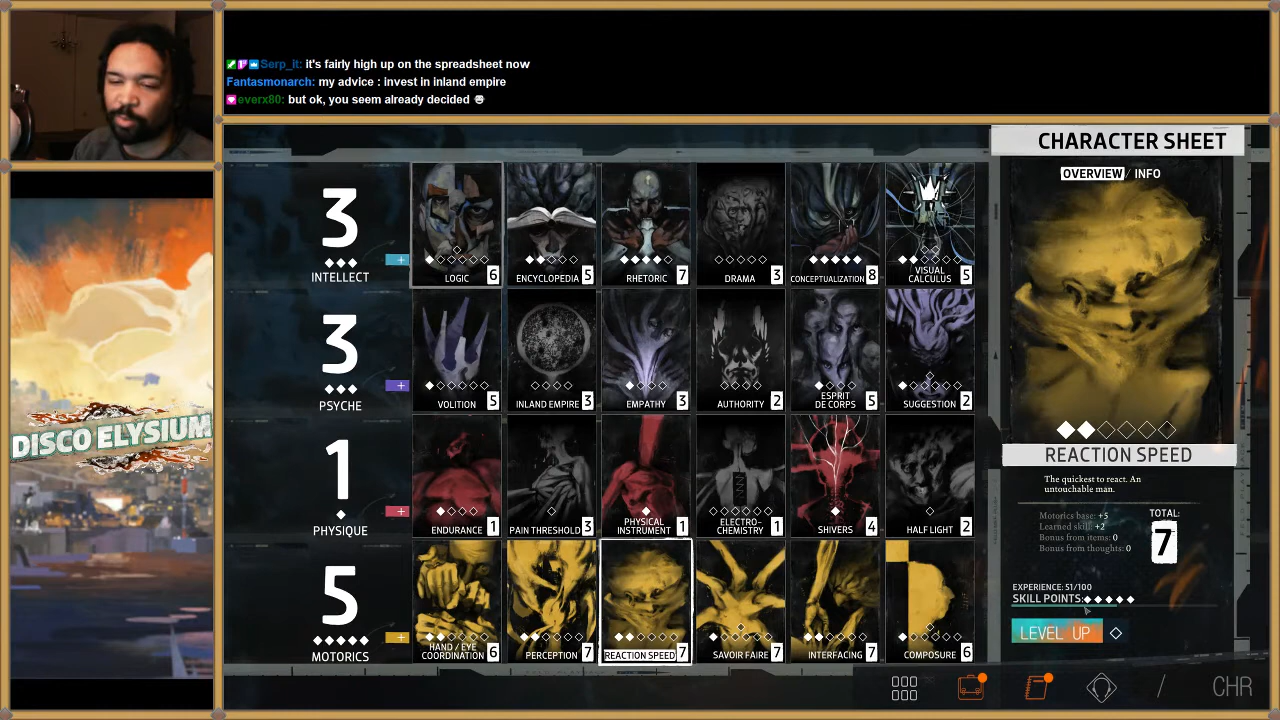 Serp_it: it's fairly high up on the spreadsheet now
Fantasmonarch: my advice : invest in inland empire
everx80: but ok, you seem already decided
CHARACTER SHEET
OVERVIEW / INFO
3
INTELLECT
LOGIC 6
ENCYCLOPEDIA 5
RHETORIC 7
DRAMA 3
CONCEPTUALIZATION 8
VISUAL
CALCULUS 5
3
PSYCHE
VOLITION 5
INLAND EMPIRE 3
EMPATHY 3
AUTHORITY 2
ESPRIT
DE CORPS 5
SUGGESTION 2
1
PHYSIQUE
ENDURANCE 1
PAIN THRESHOLD 3
PHYSICAL
INSTRUMENT 1
ELECTRO-
CHEMISTRY 1
SHIVERS 4
HALF LIGHT 2
5
MOTORICS
HAND / EYE
COORDINATION 6
PERCEPTION 7
REACTION SPEED 7
SAVOIR FAIRE 7
INTERFACING 7
COMPOSURE 6
REACTION SPEED
The quickest to react. An
untouchable man.
Motorics base: +5
Learned skill: +2
Bonus from items: 0
Bonus from thoughts: 0
TOTAL:
7
EXPERIENCE: 51/100
SKILL POINTS:
LEVEL UP
/ CHR
DISCO ELYSIUM